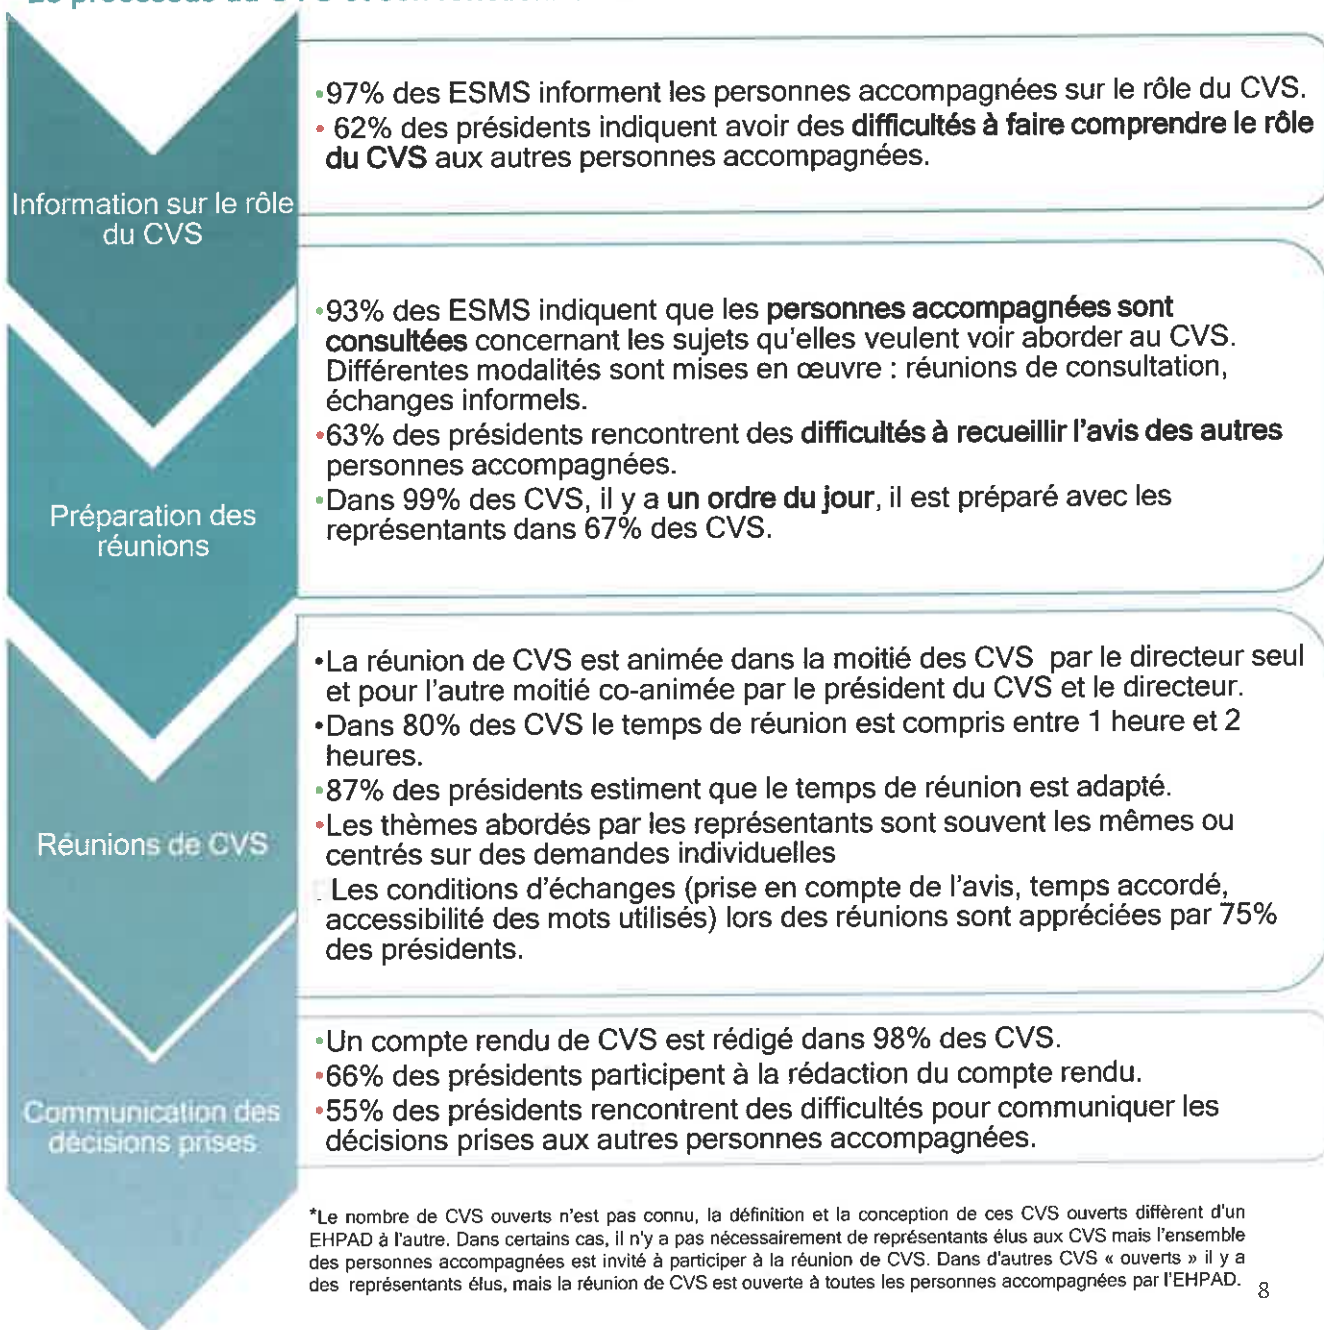 Information sur le rôle
du CVS
•97% des ESMS informent les personnes accompagnées sur le rôle du CVS.
• 62% des présidents indiquent avoir des difficultés à faire comprendre le rôle
du CVS aux autres personnes accompagnées.
Préparation des
réunions
•93% des ESMS indiquent que les personnes accompagnées sont
consultées concernant les sujets qu'elles veulent voir aborder au CVS.
Différentes modalités sont mises en œuvre : réunions de consultation,
échanges informels.
•63% des présidents rencontrent des difficultés à recueillir l'avis des autres
personnes accompagnées.
•Dans 99% des CVS, il y a un ordre du jour, il est préparé avec les
représentants dans 67% des CVS.
Réunions de CVS
•La réunion de CVS est animée dans la moitié des CVS par le directeur seul
et pour l'autre moitié co-animée par le président du CVS et le directeur.
•Dans 80% des CVS le temps de réunion est compris entre 1 heure et 2
heures.
•87% des présidents estiment que le temps de réunion est adapté.
•Les thèmes abordés par les représentants sont souvent les mêmes ou
centrés sur des demandes individuelles
Les conditions d'échanges (prise en compte de l'avis, temps accordé,
accessibilité des mots utilisés) lors des réunions sont appréciées par 75%
des présidents.
Communication des
décisions prises
•Un compte rendu de CVS est rédigé dans 98% des CVS.
•66% des présidents participent à la rédaction du compte rendu.
•55% des présidents rencontrent des difficultés pour communiquer les
décisions prises aux autres personnes accompagnées.
*Le nombre de CVS ouverts n'est pas connu, la définition et la conception de ces CVS ouverts diffèrent d'un
EHPAD à l'autre. Dans certains cas, il n'y a pas nécessairement de représentants élus aux CVS mais l'ensemble
des personnes accompagnées est invité à participer à la réunion de CVS. Dans d'autres CVS « ouverts » il y a
des représentants élus, mais la réunion de CVS est ouverte à toutes les personnes accompagnées par l'EHPAD.
8